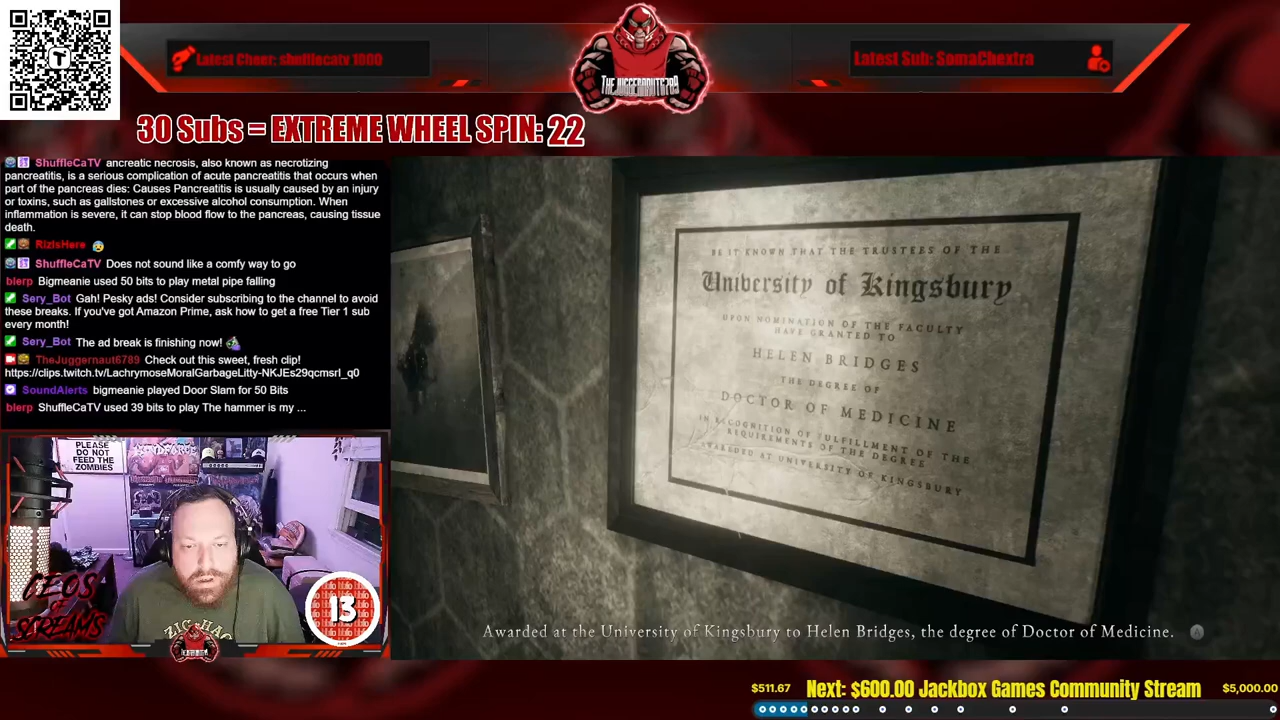 Latest Cheer: shufflecatv 1000
THEJUGGERNAUT6789
Latest Sub: SomaChextra
30 Subs = EXTREME WHEEL SPIN: 22
ShuffleCaTV ancreatic necrosis, also known as necrotizing
pancreatitis, is a serious complication of acute pancreatitis that occurs when
part of the pancreas dies: Causes Pancreatitis is usually caused by an injury
or toxins, such as gallstones or excessive alcohol consumption. When
inflammation is severe, it can stop blood flow to the pancreas, causing tissue
death.
RizIsHere
ShuffleCaTV Does not sound like a comfy way to go
blerp Bigmeanie used 50 bits to play metal pipe falling
Sery_Bot Gah! Pesky ads! Consider subscribing to the channel to avoid
these breaks. If you've got Amazon Prime, ask how to get a free Tier 1 sub
every month!
Sery_Bot The ad break is finishing now!
TheJuggernaut6789 Check out this sweet, fresh clip!
https://clips.twitch.tv/LachrymoseMoralGarbageLitty-NKJEs29qcmsrI_q0
SoundAlerts bigmeanie played Door Slam for 50 Bits
blerp ShuffleCaTV used 39 bits to play The hammer is my ...
PLEASE
DO NOT
FEED THE
ZOMBIES
CEOS
OF
STREAMS
13
BE IT KNOWN THAT THE TRUSTEES OF THE
University of Kingsbury
UPON NOMINATION OF THE FACULTY
HAVE GRANTED TO
HELEN BRIDGES
THE DEGREE OF
DOCTOR OF MEDICINE
IN RECOGNITION OF FULFILLMENT OF THE
REQUIREMENTS OF THE DEGREE
AWARDED AT UNIVERSITY OF KINGSBURY
Awarded at the University of Kingsbury to Helen Bridges, the degree of Doctor of Medicine.
$511.67 Next: $600.00 Jackbox Games Community Stream $5,000.00